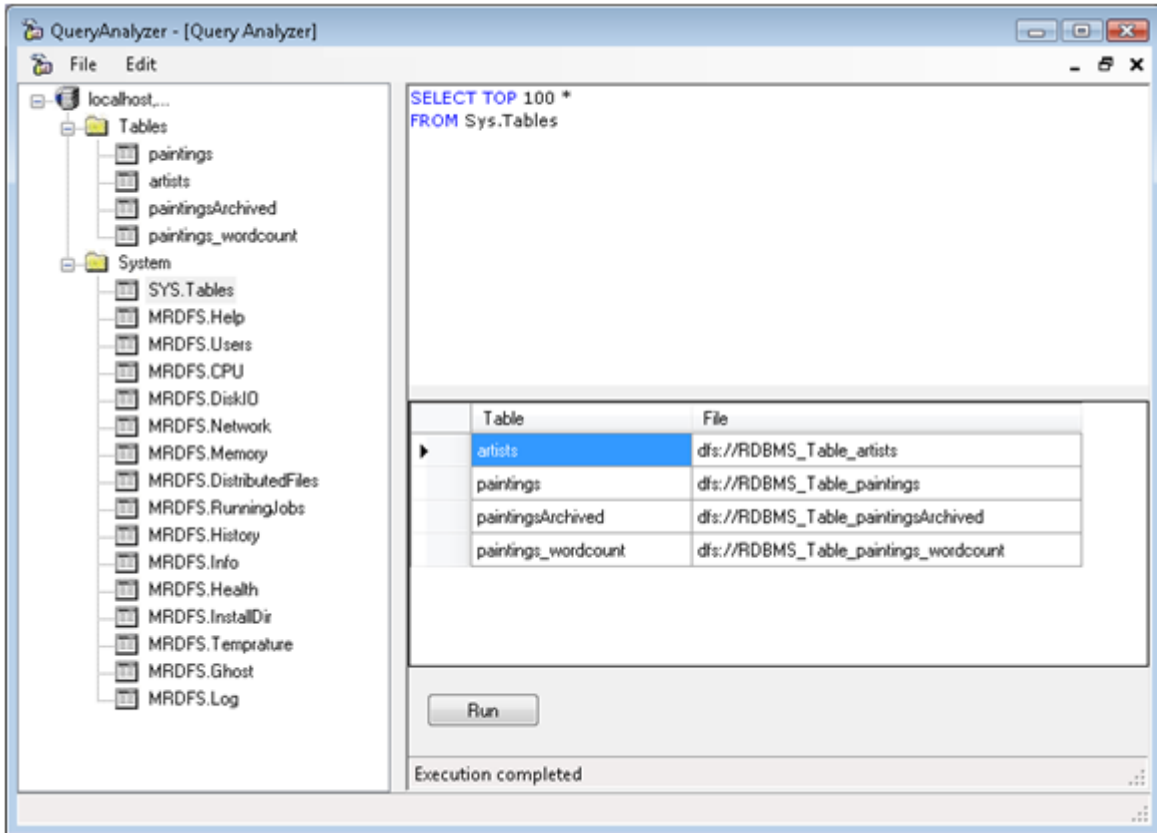 QueryAnalyzer - [Query Analyzer]
File Edit
localhost,...
Tables
paintings
artists
paintingsArchived
paintings_wordcount
System
SYS.Tables
MRDFS.Help
MRDFS.Users
MRDFS.CPU
MRDFS.DiskIO
MRDFS.Network
MRDFS.Memory
MRDFS.DistributedFiles
MRDFS.RunningJobs
MRDFS.History
MRDFS.Info
MRDFS.Health
MRDFS.InstallDir
MRDFS.Temprature
MRDFS.Ghost
MRDFS.Log
SELECT TOP 100 *
FROM Sys.Tables
Table File
artists dfs://RDBMS_Table_artists
paintings dfs://RDBMS_Table_paintings
paintingsArchived dfs://RDBMS_Table_paintingsArchived
paintings_wordcount dfs://RDBMS_Table_paintings_wordcount
Run
Execution completed